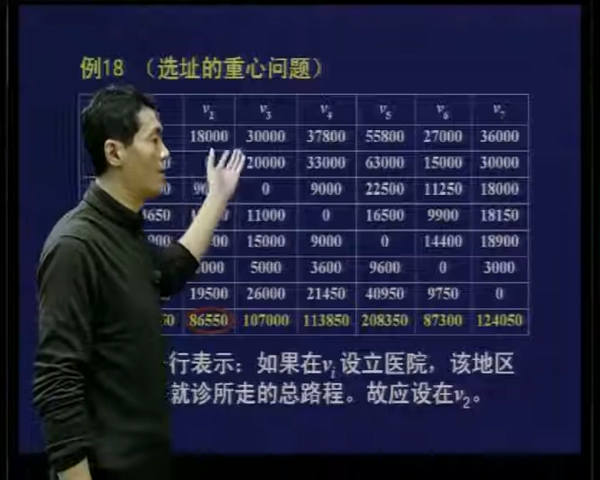 例18 （选址的重心问题）
v2 v3 v4 v5 v6 v7
18000 30000 37800 55800 27000 36000
20000 33000 63000 15000 30000
0 9000 22500 11250 18000
11000 0 16500 9900 18150
15000 9000 0 14400 18900
5000 3600 9600 0 3000
19500 26000 21450 40950 9750 0
86550 107000 113850 208350 87300 124050
行表示：如果在vi设立医院，该地区
就诊所走的总路程。故应设在v2。